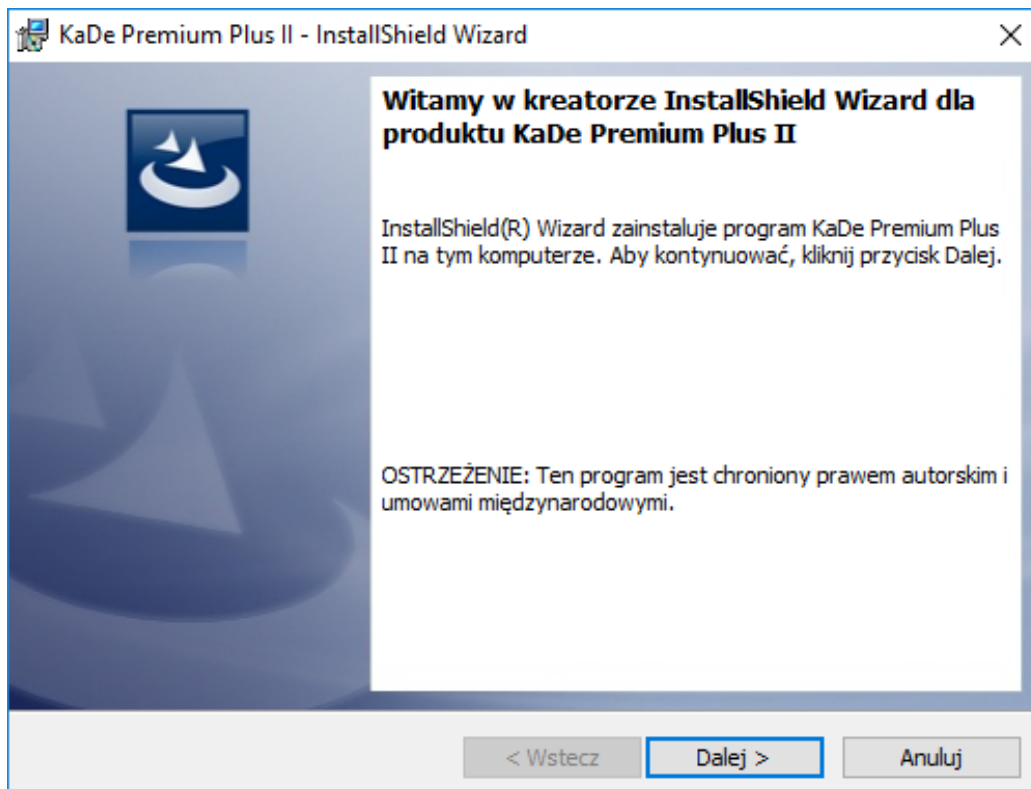 KaDe Premium Plus II - InstallShield Wizard
Witamy w kreatorze InstallShield Wizard dla
produktu KaDe Premium Plus II
InstallShield(R) Wizard zainstaluje program KaDe Premium Plus
II na tym komputerze. Aby kontynuować, kliknij przycisk Dalej.
OSTRZEŻENIE: Ten program jest chroniony prawem autorskim i
umowami międzynarodowymi.
< Wstecz
Dalej >
Anuluj